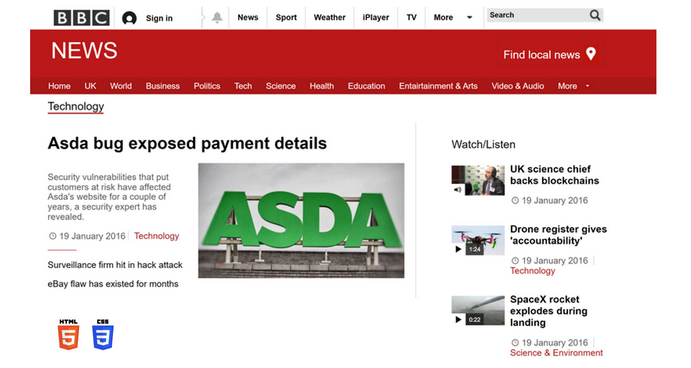 BBC Sign in News Sport Weather iPlayer TV More Search
NEWS
Find local news
Home UK World Business Politics Tech Science Health Education Entairtainment & Arts Video & Audio More
Technology
Asda bug exposed payment details
Security vulnerabilities that put
customers at risk have affected
Asda's website for a couple of
years, a security expert has
revealed.
19 January 2016 Technology
Surveillance firm hit in hack attack
eBay flaw has existed for months
ASDA
HTML
5
CSS
3
Watch/Listen
UK science chief
backs blockchains
19 January 2016
1:24
Drone register gives
'accountability'
19 January 2016
Technology
0:22
SpaceX rocket
explodes during
landing
19 January 2016
Science & Environment